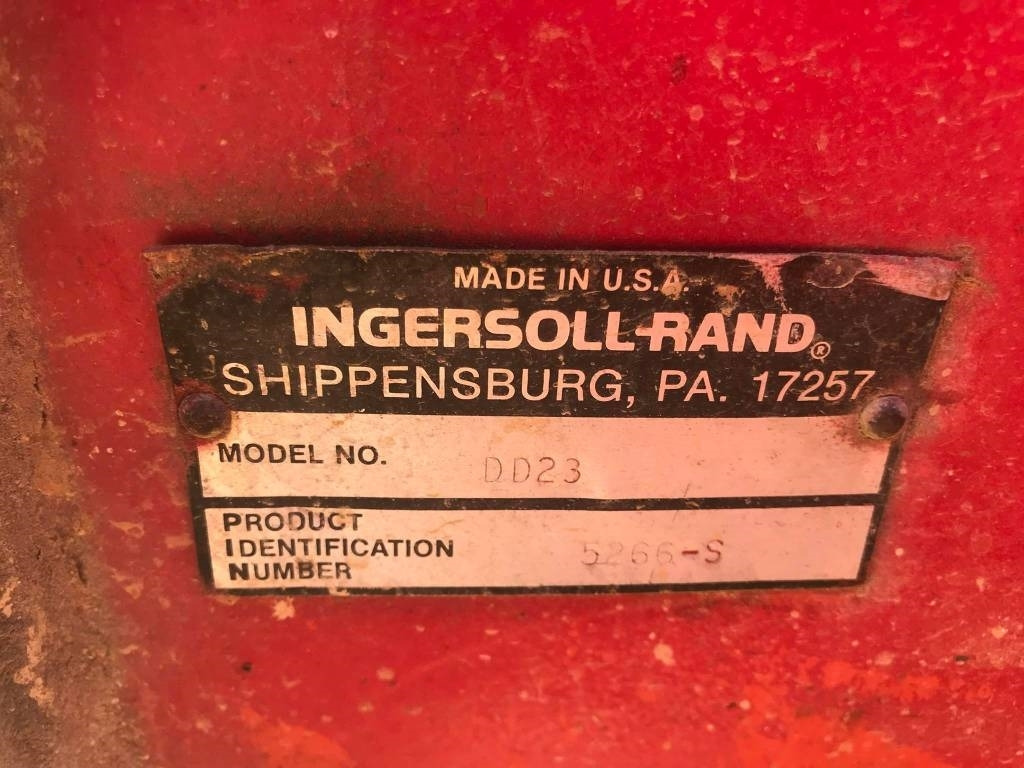 MADE IN U.S.A.
INGERSOLL-RAND®
SHIPPENSBURG, PA. 17257
MODEL NO. DD23
PRODUCT
IDENTIFICATION 5266-S
NUMBER